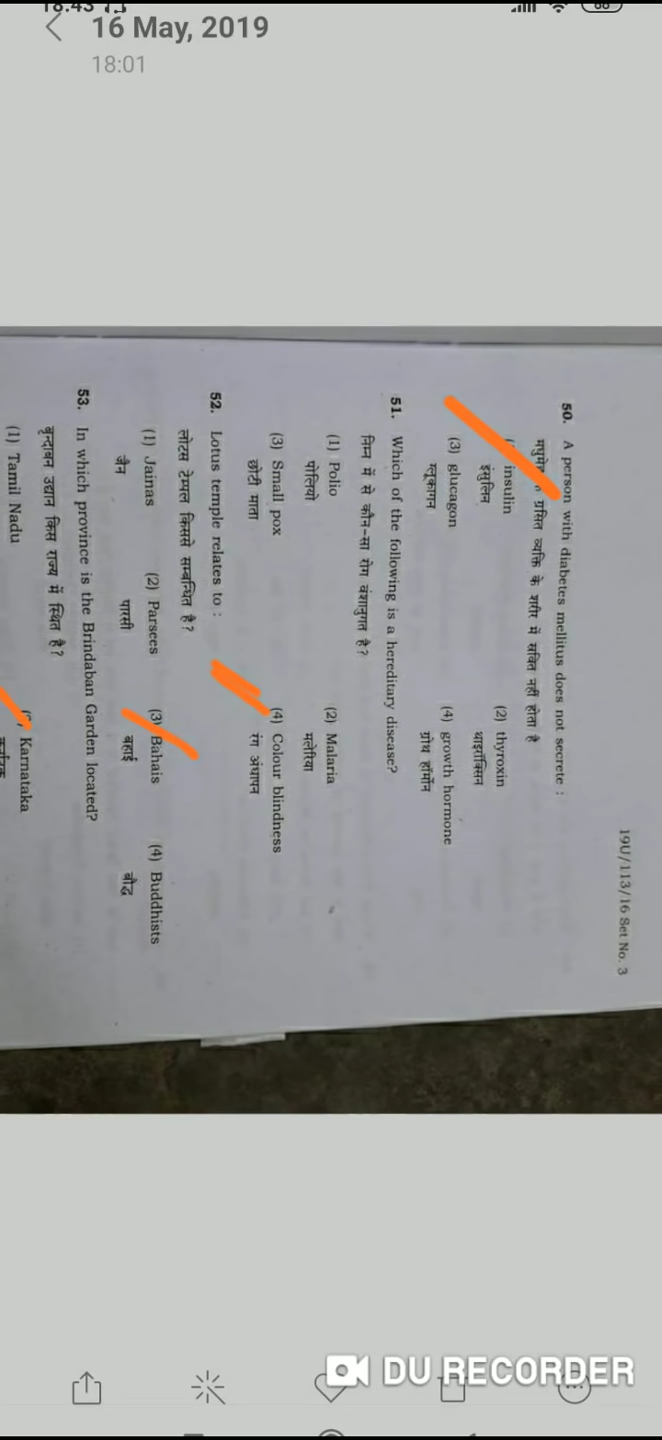 18:43
16 May, 2019
18:01
19U/113/16 Set No. 3
50. A person with diabetes mellitus does not secrete :
ग्रसित व्यक्ति के शरीर में स्रवित नहीं होता है
insulin (2) thyroxin
इंसुलिन थाइरॉक्सिन
(3) glucagon (4) growth hormone
ग्लूकागन ग्रोथ हॉर्मोन
51. Which of the following is a hereditary disease?
निम्न में से कौन-सा रोग वंशानुगत है?
(1) Polio (2) Malaria
पोलियो मलेरिया
(3) Small pox (4) Colour blindness
छोटी माता रंग अंधापन
52. Lotus temple relates to :
लोटस टेम्पल किससे सम्बन्धित है?
(1) Jainas (2) Parsees (3) Bahais (4) Buddhists
जैन पारसी बहाई बौद्ध
53. In which province is the Brindaban Garden located?
बृन्दाबन उद्यान किस राज्य में स्थित है?
(1) Tamil Nadu Karnataka
DU RECORDER